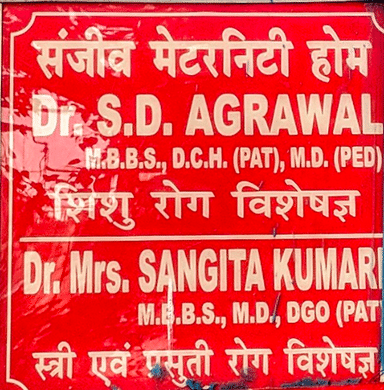 संजीव मेटरनिटी होम
Dr. S.D. AGRAWAL
M.B.B.S., D.C.H. (PAT), M.D. (PED)
शिशु रोग विशेषज्ञ
Dr. Mrs. SANGITA KUMARI
M.B.B.S., M.D., DGO (PAT
स्त्री एवं प्रसुती रोग विशेषज्ञ